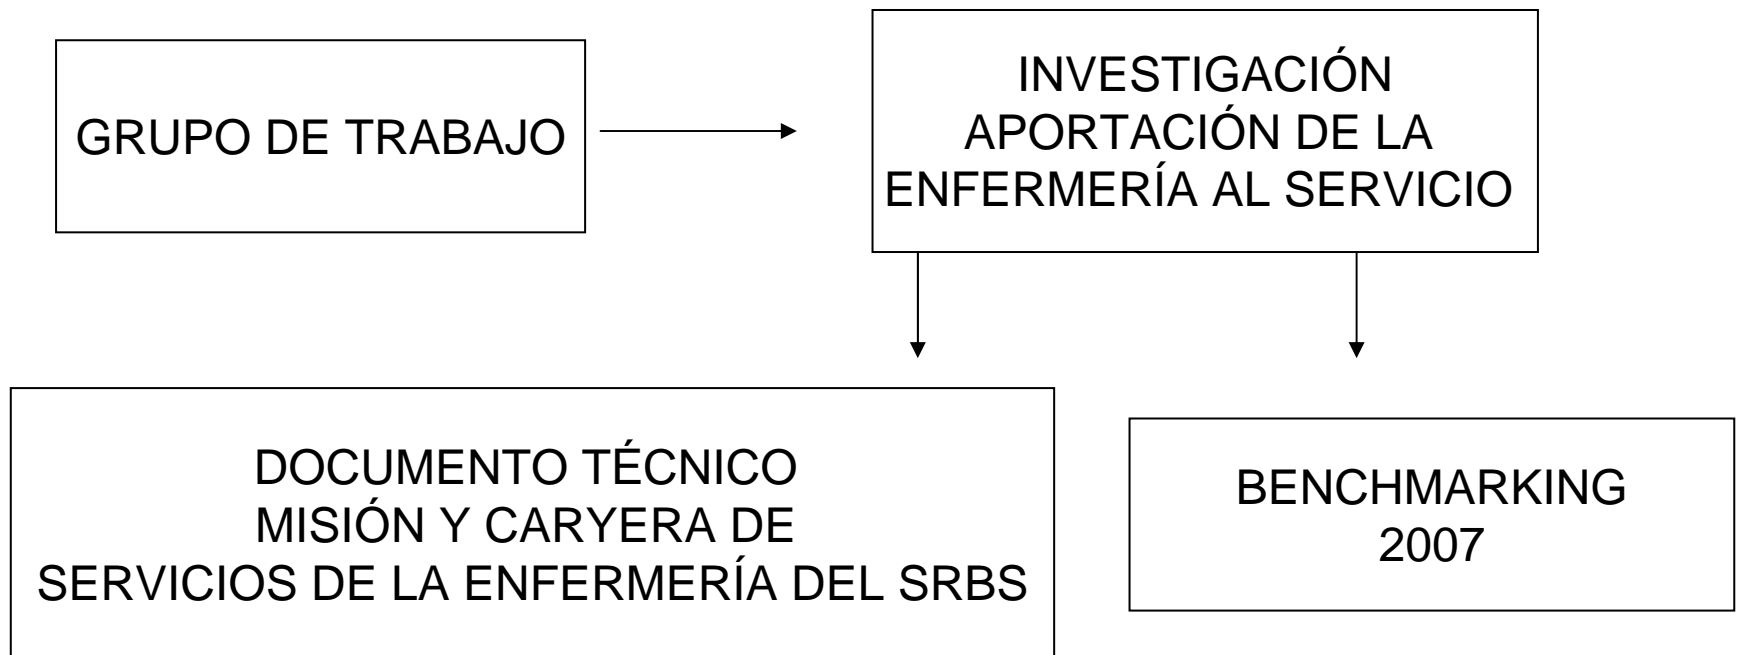 GRUPO DE TRABAJO
INVESTIGACIÓN
APORTACIÓN DE LA
ENFERMERÍA AL SERVICIO
DOCUMENTO TÉCNICO
MISIÓN Y CARYERA DE
SERVICIOS DE LA ENFERMERÍA DEL SRBS
BENCHMARKING
2007